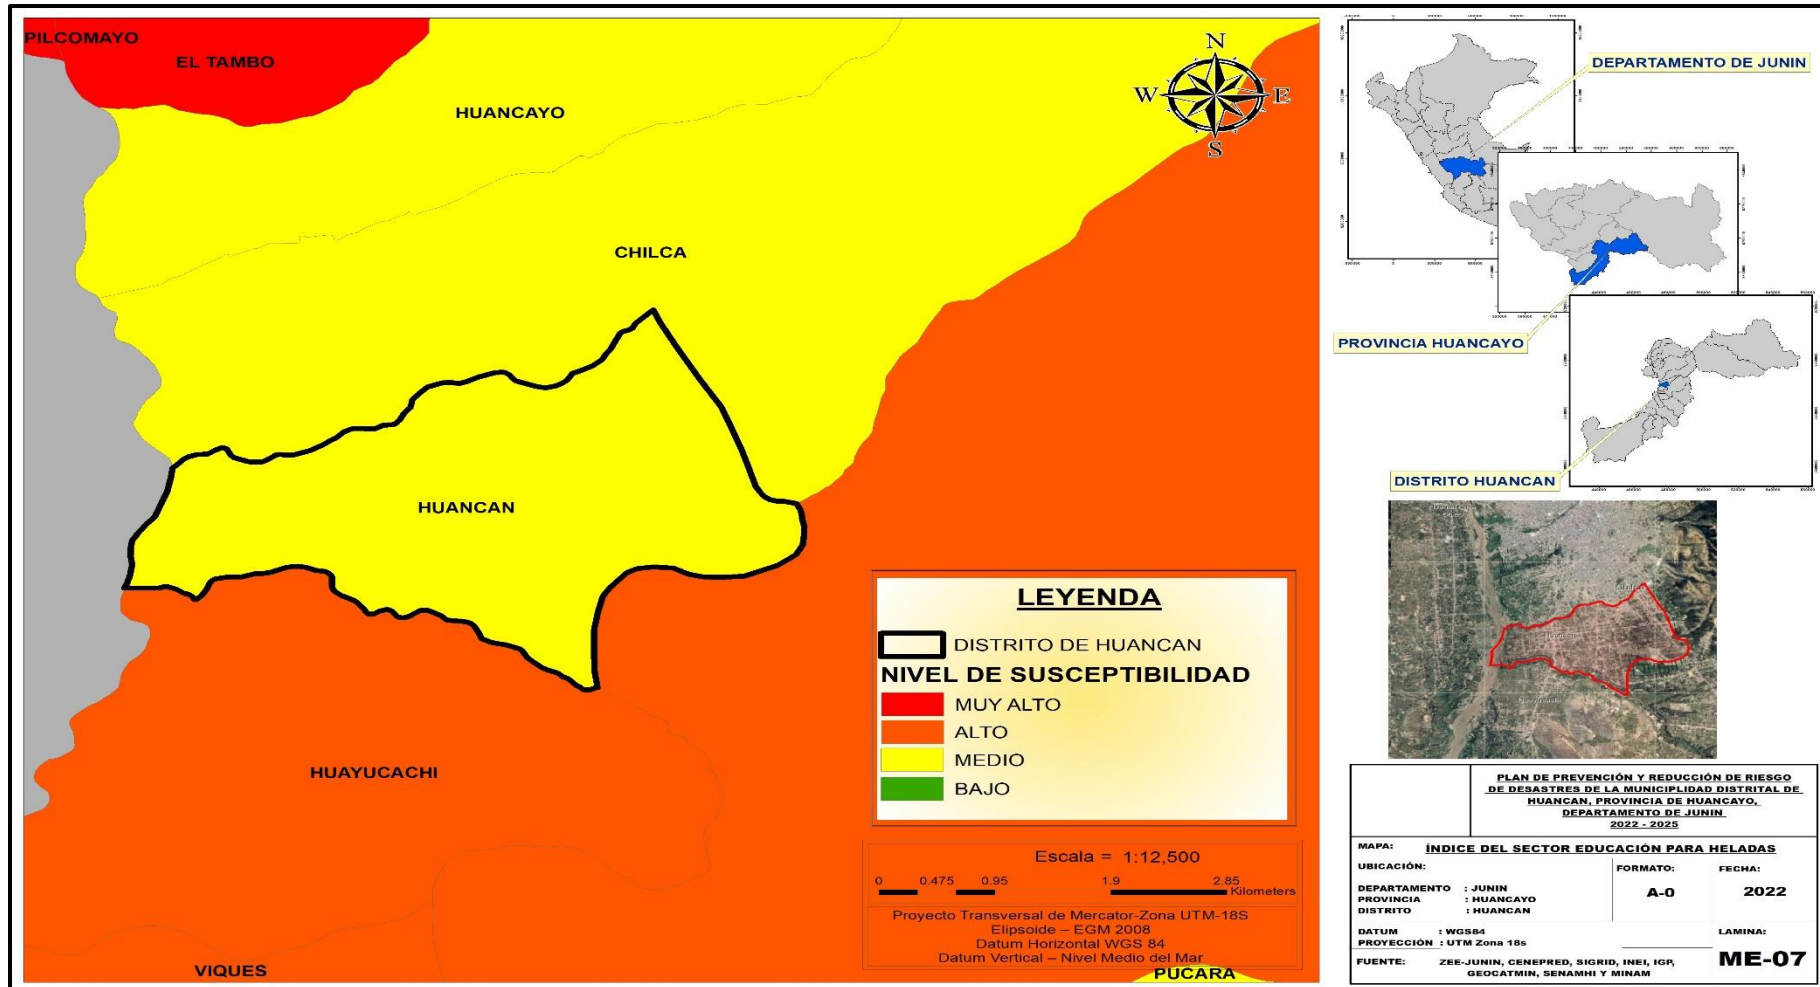 PILCOMAYO
EL TAMBO
HUANCAYO
CHILCA
HUANCAN
HUAYUCACHI
VIQUES
PUCARA
N
W
E
S
LEYENDA
DISTRITO DE HUANCAN
NIVEL DE SUSCEPTIBILIDAD
MUY ALTO
ALTO
MEDIO
BAJO
Escala = 1:12,500
0 0.475 0.95 1.9 2.85
Kilometers
Proyecto Transversal de Mercator-Zona UTM-18S
Elipsoide – EGM 2008
Datum Horizontal WGS 84
Datum Vertical – Nivel Medio del Mar
DEPARTAMENTO DE JUNIN
PROVINCIA HUANCAYO
DISTRITO HUANCAN
PLAN DE PREVENCIÓN Y REDUCCIÓN DE RIESGO
DE DESASTRES DE LA MUNICIPLIDAD DISTRITAL DE
HUANCAN, PROVINCIA DE HUANCAYO,
DEPARTAMENTO DE JUNIN
2022 - 2025
MAPA: ÍNDICE DEL SECTOR EDUCACIÓN PARA HELADAS
UBICACIÓN:
DEPARTAMENTO : JUNIN
PROVINCIA : HUANCAYO
DISTRITO : HUANCAN
FORMATO:
A-0
FECHA:
2022
DATUM : WGS84
PROYECCIÓN : UTM Zona 18s
LAMINA:
ME-07
FUENTE: ZEE-JUNIN, CENEPRED, SIGRID, INEI, IGP,
GEOCATMIN, SENAMHI Y MINAM